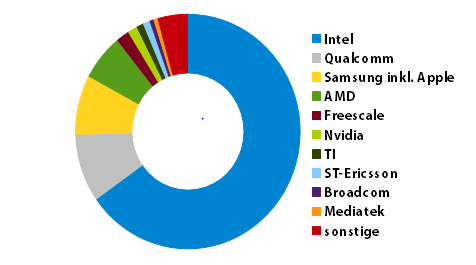 Intel
Qualcomm
Samsung inkl. Apple
AMD
Freescale
Nvidia
TI
ST-Ericsson
Broadcom
Mediatek
sonstige